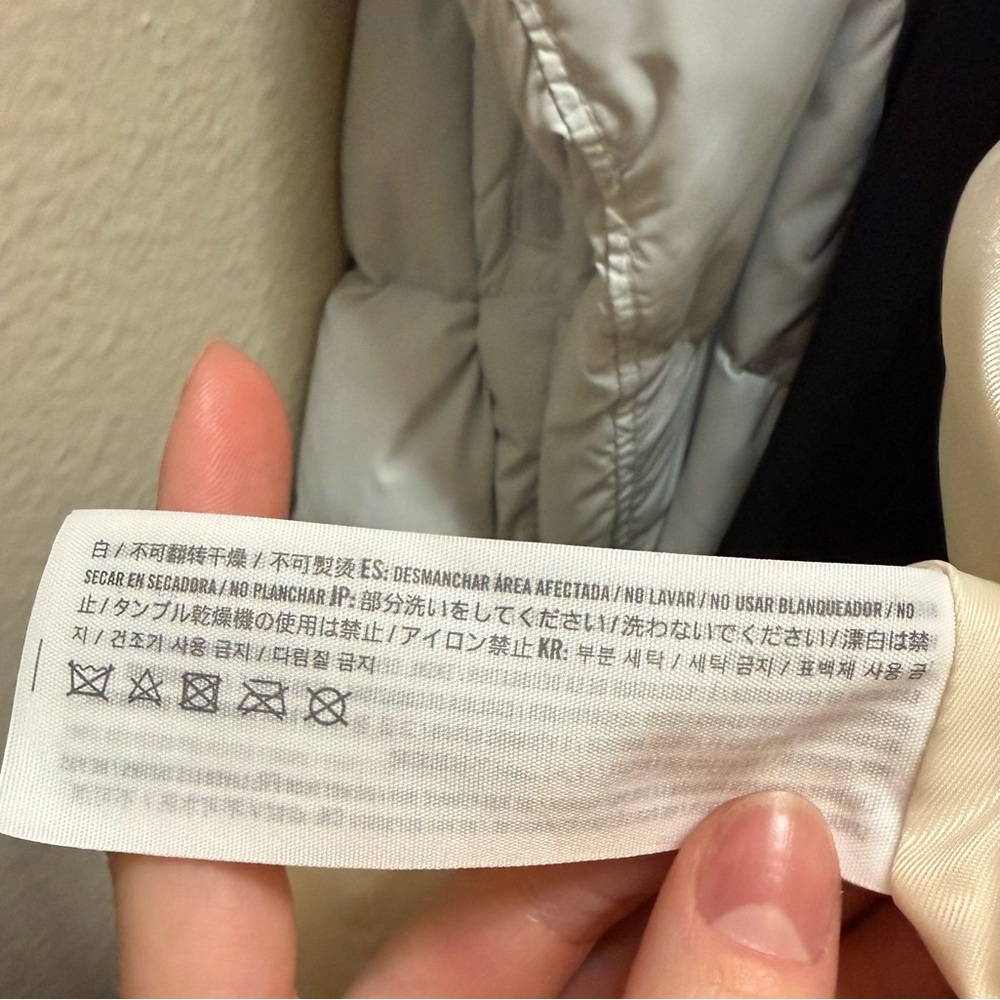 白 / 不可翻转干燥 / 不可熨烫 ES: DESMANCHAR ÁREA AFECTADA / NO LAVAR / NO USAR BLANQUEADOR / NO
SECAR EN SECADORA / NO PLANCHAR JP: 部分洗いをしてください / 洗わないでください / 漂白は禁
止 / タンブル乾燥機の使用は禁止 / アイロン禁止 KR: 부분 세탁 / 세탁 금지 / 표백제 사용 금
지 / 건조기 사용 금지 / 다림질 금지